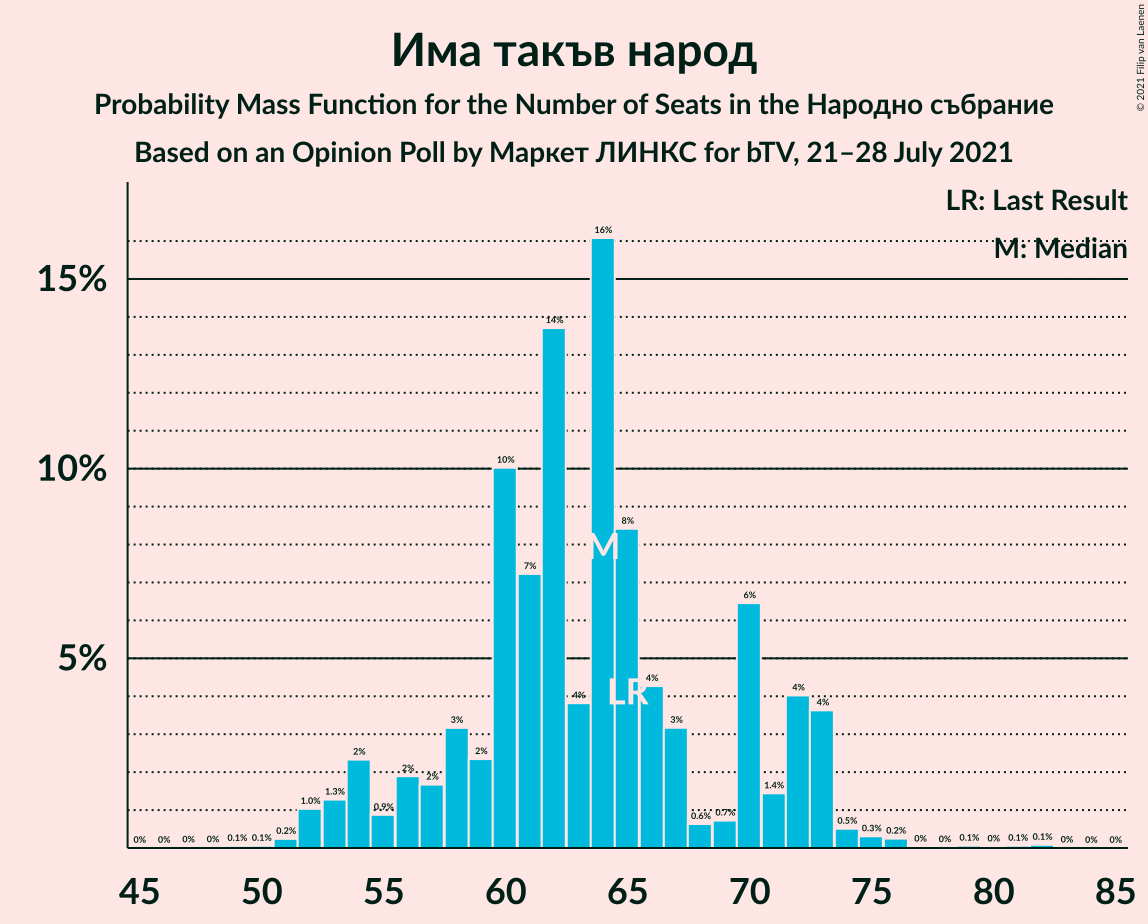 Има такъв народ
Probability Mass Function for the Number of Seats in the Народно събрание
Based on an Opinion Poll by Маркет ЛИНКС for bTV, 21–28 July 2021
© 2021 Filip van Laenen
LR: Last Result
M: Median
15%
10%
5%
0% 0% 0% 0% 0.1% 0.1% 0.2% 1.0% 1.3% 2% 0.9% 2% 2% 3% 2% 10% 7% 14% 4% 16% 8% 4% 3% 0.6% 0.7% 6% 1.4% 4% 4% 0.5% 0.3% 0.2% 0% 0% 0.1% 0% 0.1% 0.1% 0% 0% 0%
M
LR
45 50 55 60 65 70 75 80 85